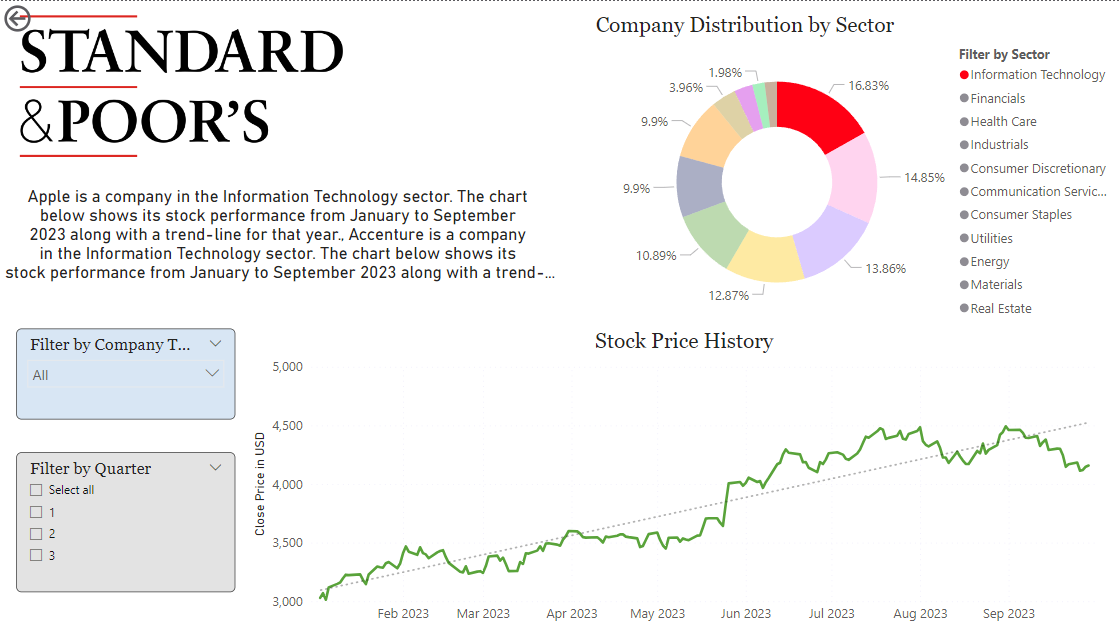 STANDARD
&POOR'S
Apple is a company in the Information Technology sector. The chart
below shows its stock performance from January to September
2023 along with a trend-line for that year., Accenture is a company
in the Information Technology sector. The chart below shows its
stock performance from January to September 2023 along with a trend-...
Company Distribution by Sector
1.98%
3.96%
9.9%
9.9%
10.89%
12.87%
13.86%
14.85%
16.83%
Filter by Sector
Information Technology
Financials
Health Care
Industrials
Consumer Discretionary
Communication Servic...
Consumer Staples
Utilities
Energy
Materials
Real Estate
Filter by Company T...
All
Filter by Quarter
Select all
1
2
3
Stock Price History
Close Price in USD
5,000
4,500
4,000
3,500
3,000
Feb 2023
Mar 2023
Apr 2023
May 2023
Jun 2023
Jul 2023
Aug 2023
Sep 2023